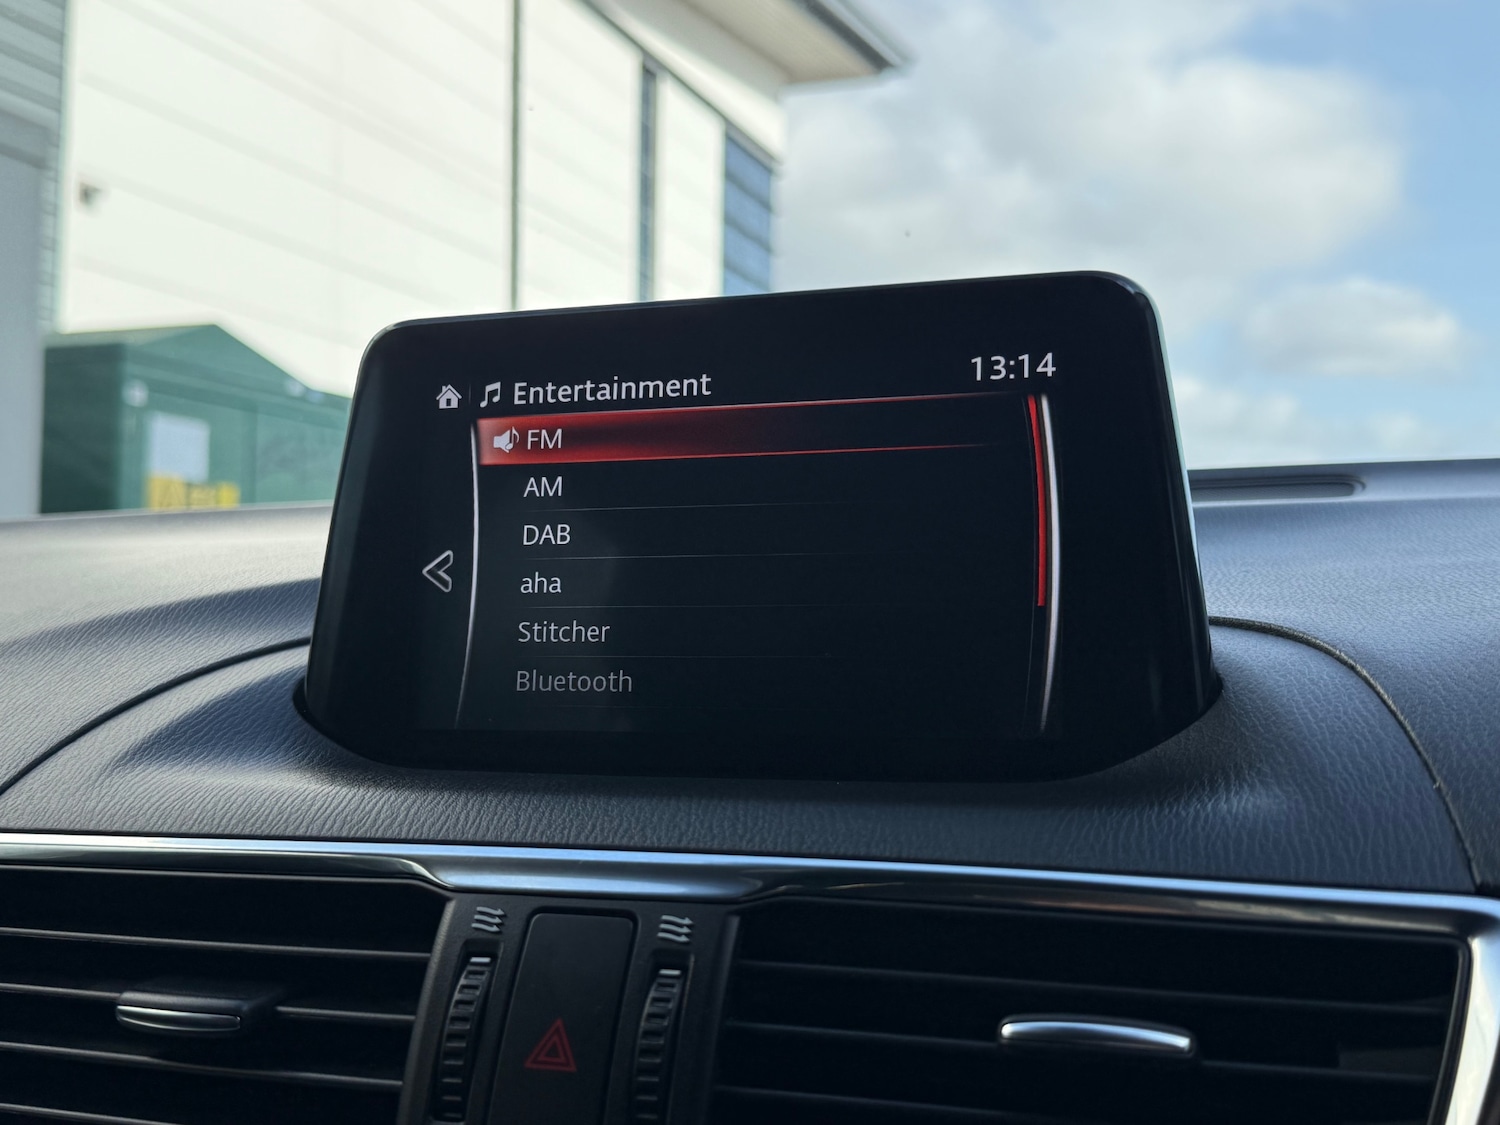 Entertainment
13:14
FM
AM
DAB
aha
Stitcher
Bluetooth